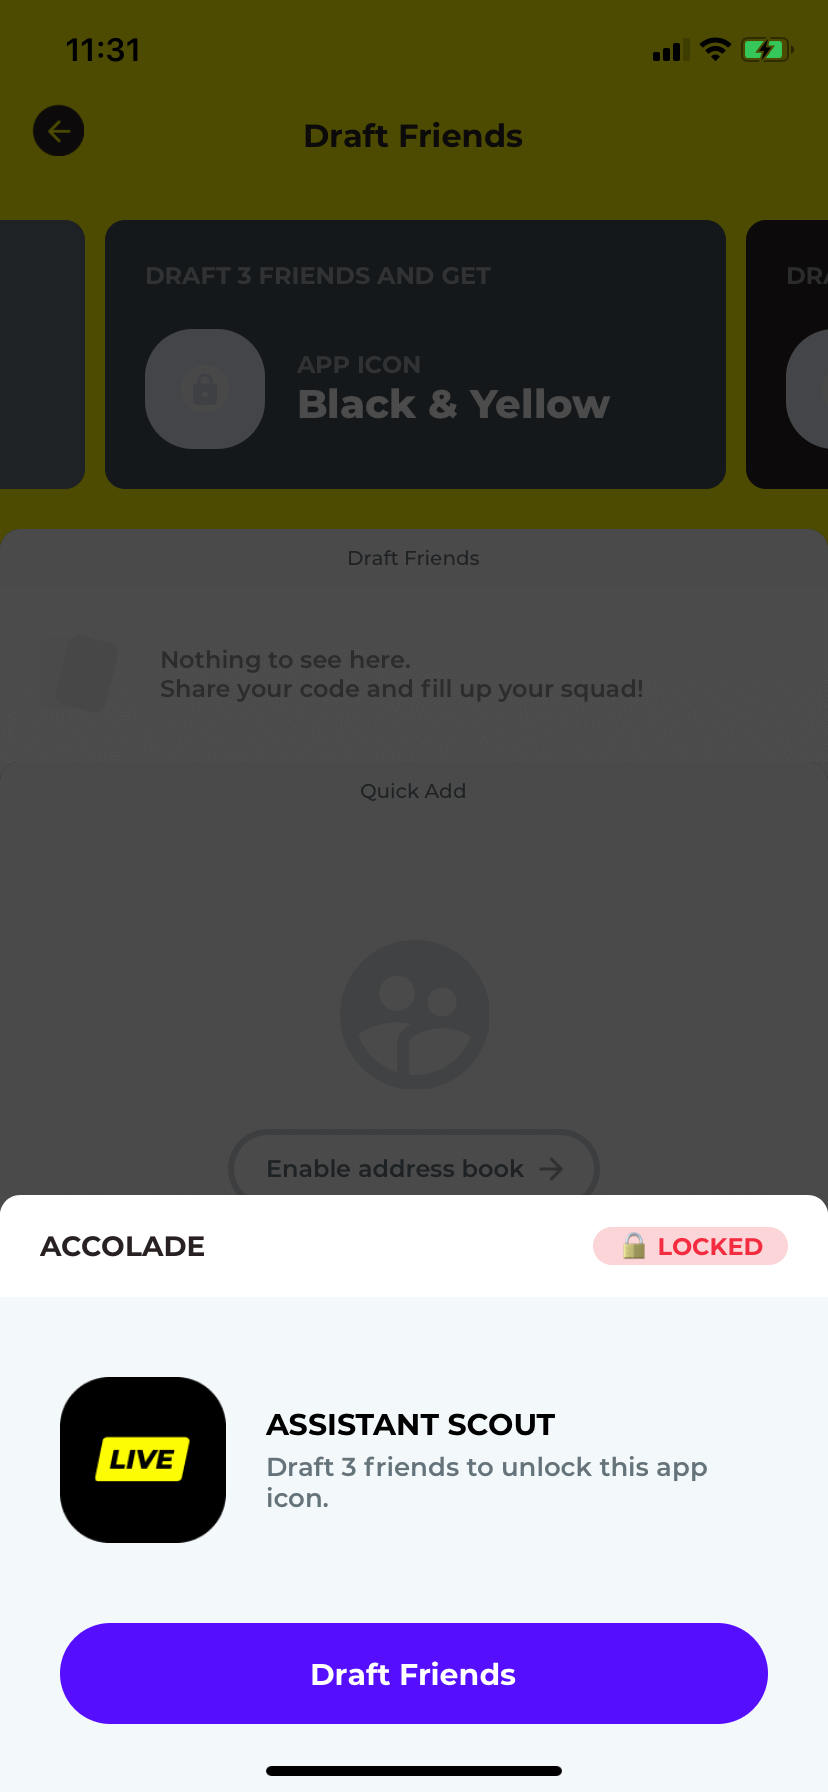 11:31
Draft Friends
DRAFT 3 FRIENDS AND GET
APP ICON
Black & Yellow
DRA
Draft Friends
Nothing to see here.
Share your code and fill up your squad!
Quick Add
Enable address book
ACCOLADE
🔒 LOCKED
LIVE
ASSISTANT SCOUT
Draft 3 friends to unlock this app
icon.
Draft Friends